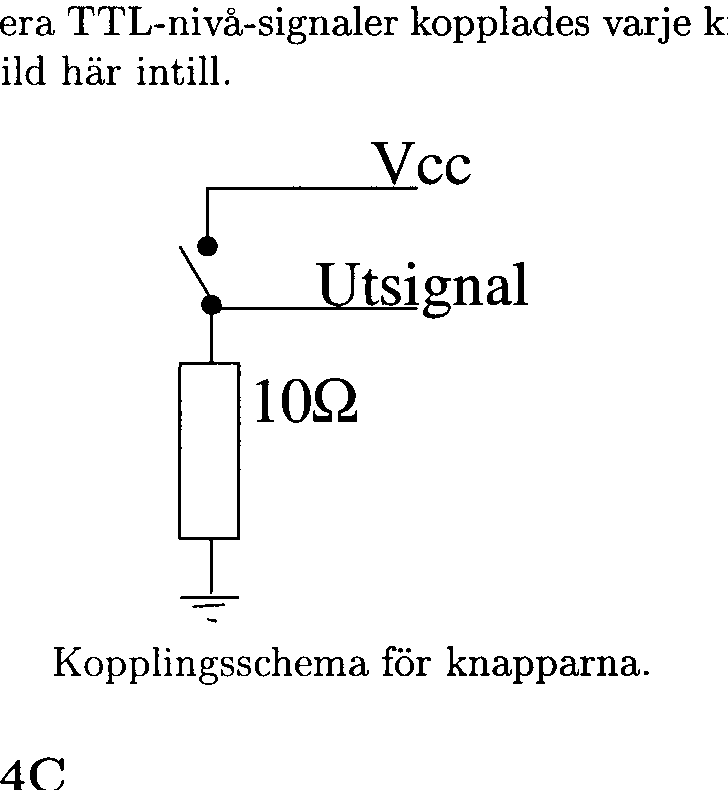 era TTL-nivå-signaler kopplades varje
ild här intill.
Vcc
Utsignal
10Ω
Kopplingsschema för knapparna.
4C